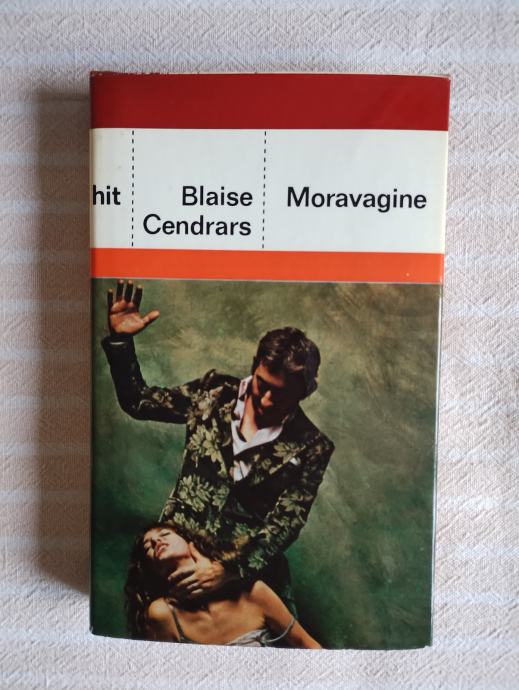 hit
Blaise
Cendrars
Moravagine